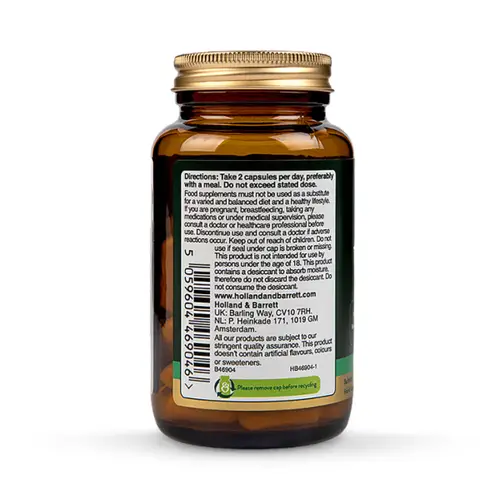 Directions: Take 2 capsules per day, preferably
with a meal. Do not exceed stated dose.
Food supplements must not be used as a substitute
for a varied and balanced diet and a healthy lifestyle.
If you are pregnant, breastfeeding, taking any
medications or under medical supervision, please
consult a doctor or healthcare professional before
use. Discontinue use and consult a doctor if adverse
reactions occur. Keep out of reach of children. Do not
use if seal under cap is broken or missing.
This product is not intended for use by
persons under the age of 18. This product
contains a desiccant to absorb moisture,
therefore do not discard the desiccant. Do
not consume the desiccant.
www.hollandandbarrett.com
Holland & Barrett
UK: Barling Way, CV10 7RH.
NL: P. Heinkade 171, 1019 GM
Amsterdam.
All our products are subject to our
stringent quality assurance. This product
doesn't contain artificial flavours, colours
or sweeteners.
B46904 HB46904-1
Please remove cap before recycling
5 059604 469046 >